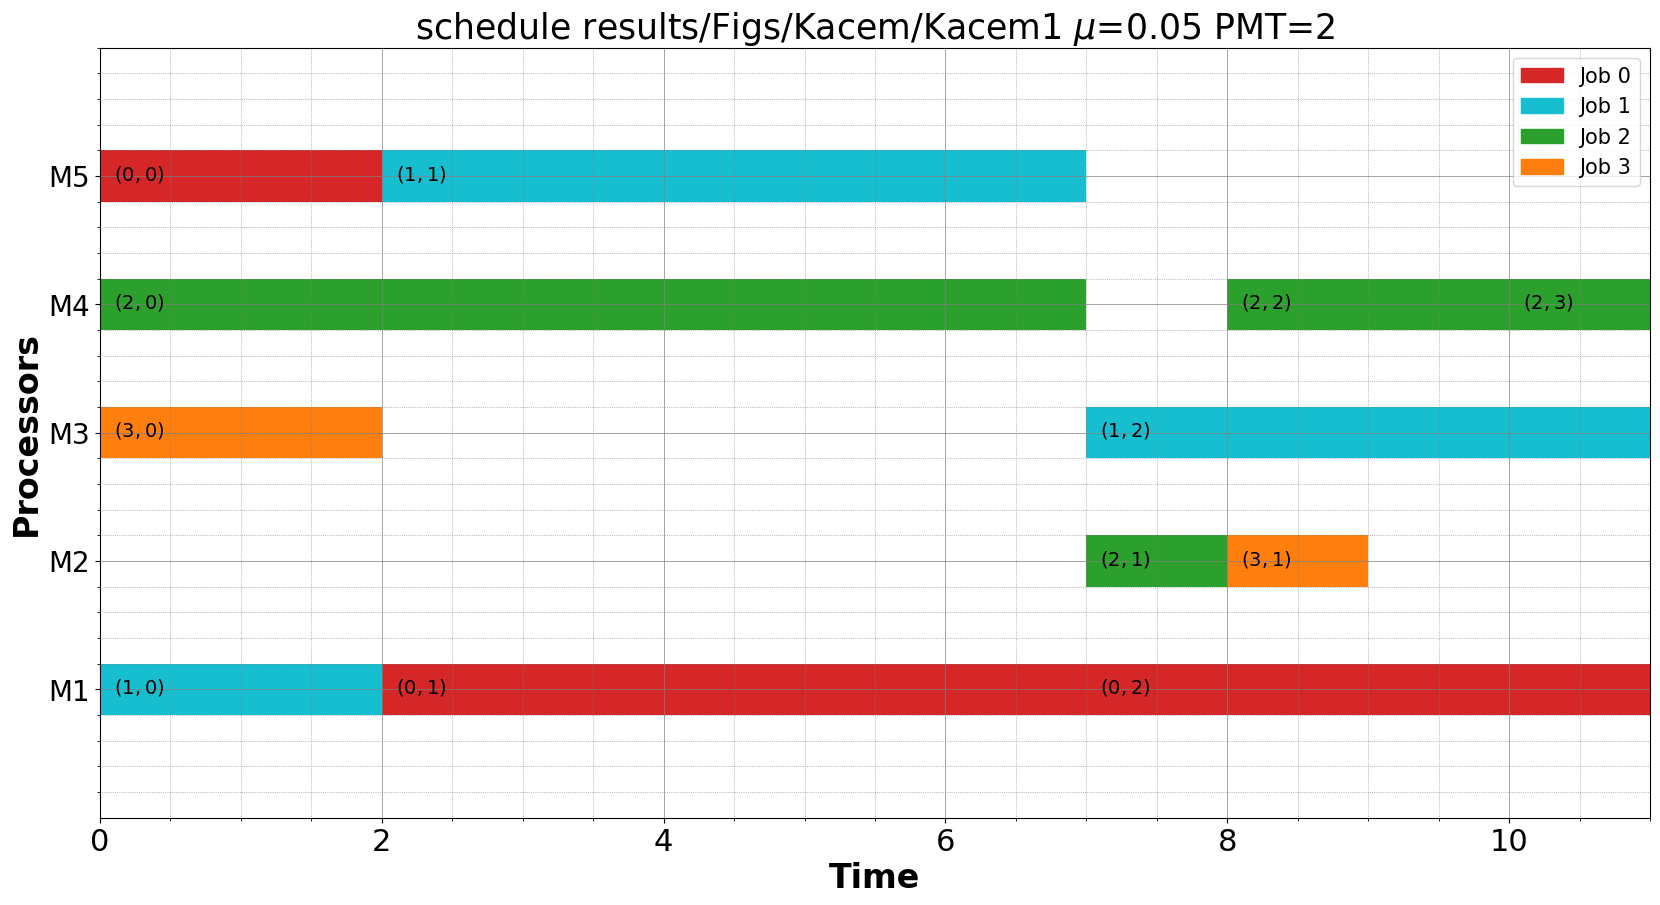 schedule results/Figs/Kacem/Kacem1 μ=0.05 PMT=2
Job 0
Job 1
Job 2
Job 3
M5
(0, 0)
(1, 1)
M4
(2, 0)
(2, 2)
(2, 3)
M3
(3, 0)
(1, 2)
M2
(2, 1)
(3, 1)
M1
(1, 0)
(0, 1)
(0, 2)
Processors
0 2 4 6 8 10
Time